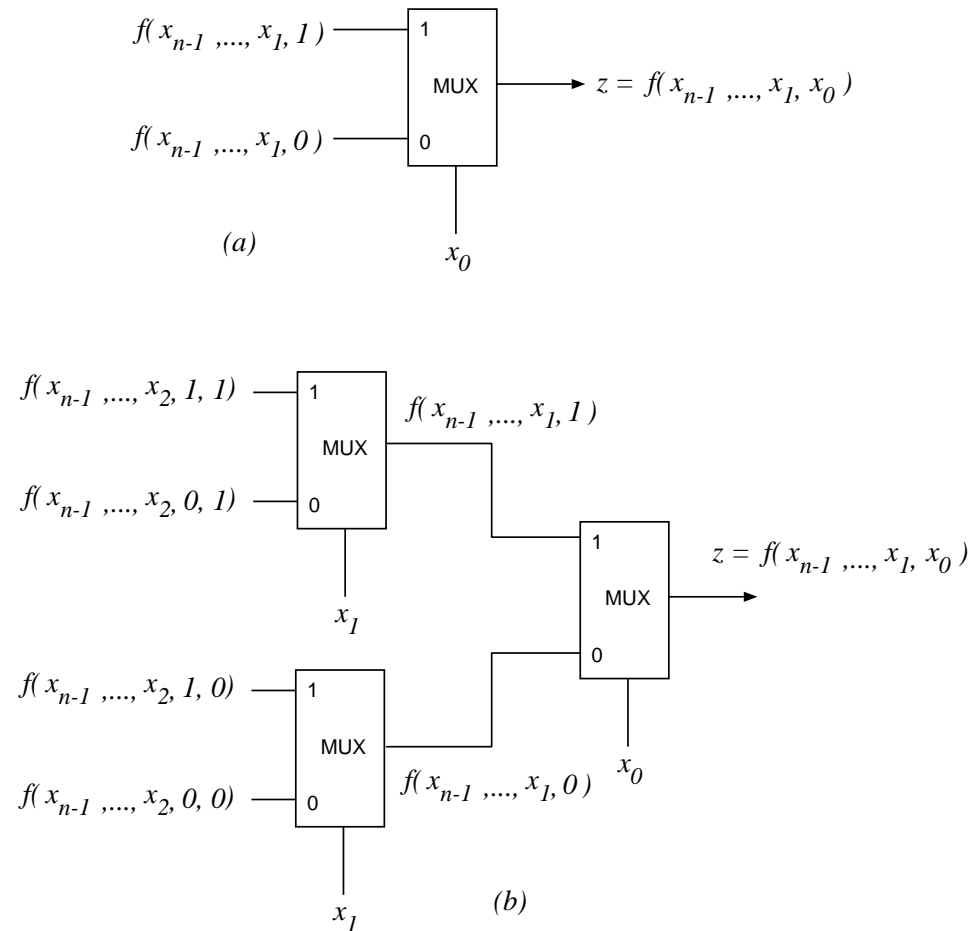 f( x_{n-1} ,..., x_1, 1 )
1
MUX
z = f( x_{n-1} ,..., x_1, x_0 )
f( x_{n-1} ,..., x_1, 0 )
0
(a)
x_0
f( x_{n-1} ,..., x_2, 1, 1)
1
f( x_{n-1} ,..., x_1, 1 )
MUX
f( x_{n-1} ,..., x_2, 0, 1)
0
x_1
1
z = f( x_{n-1} ,..., x_1, x_0 )
MUX
0
x_0
f( x_{n-1} ,..., x_2, 1, 0)
1
MUX
f( x_{n-1} ,..., x_1, 0 )
f( x_{n-1} ,..., x_2, 0, 0)
0
x_1
(b)